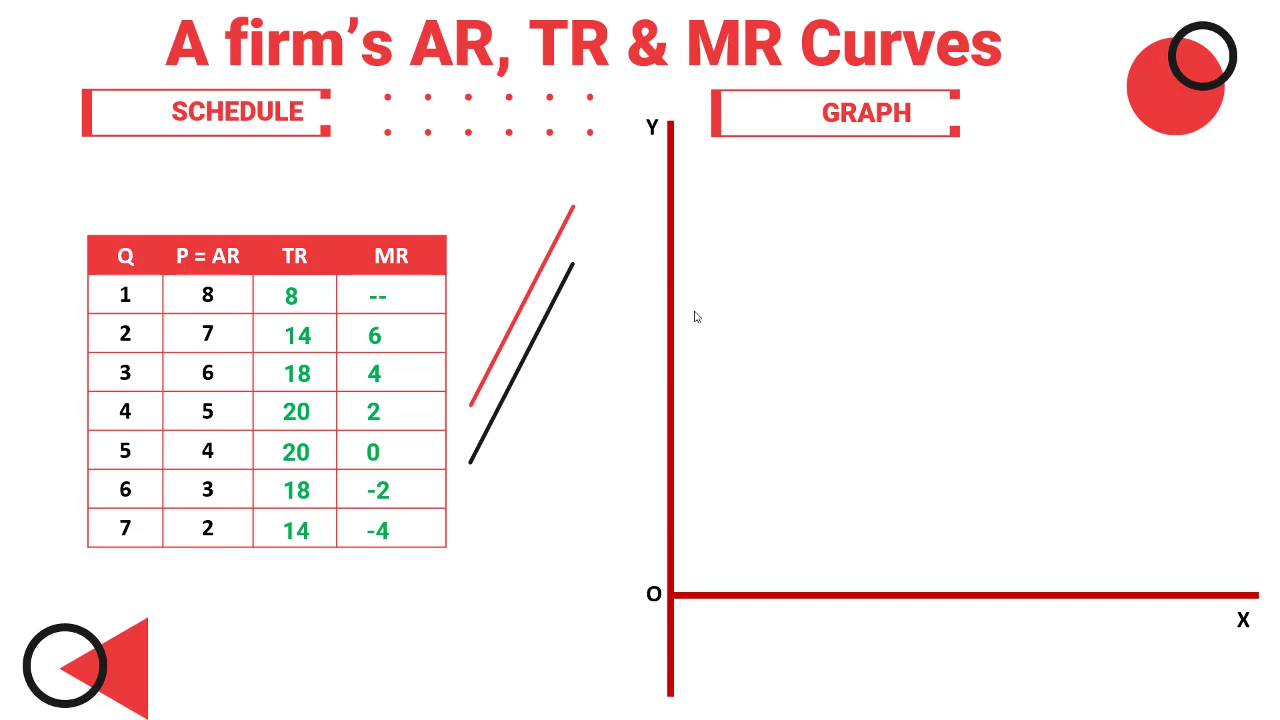 A firm's AR, TR & MR Curves
SCHEDULE
GRAPH
Y
Q P = AR TR MR
1 8 8 --
2 7 14 6
3 6 18 4
4 5 20 2
5 4 20 0
6 3 18 -2
7 2 14 -4
O
X